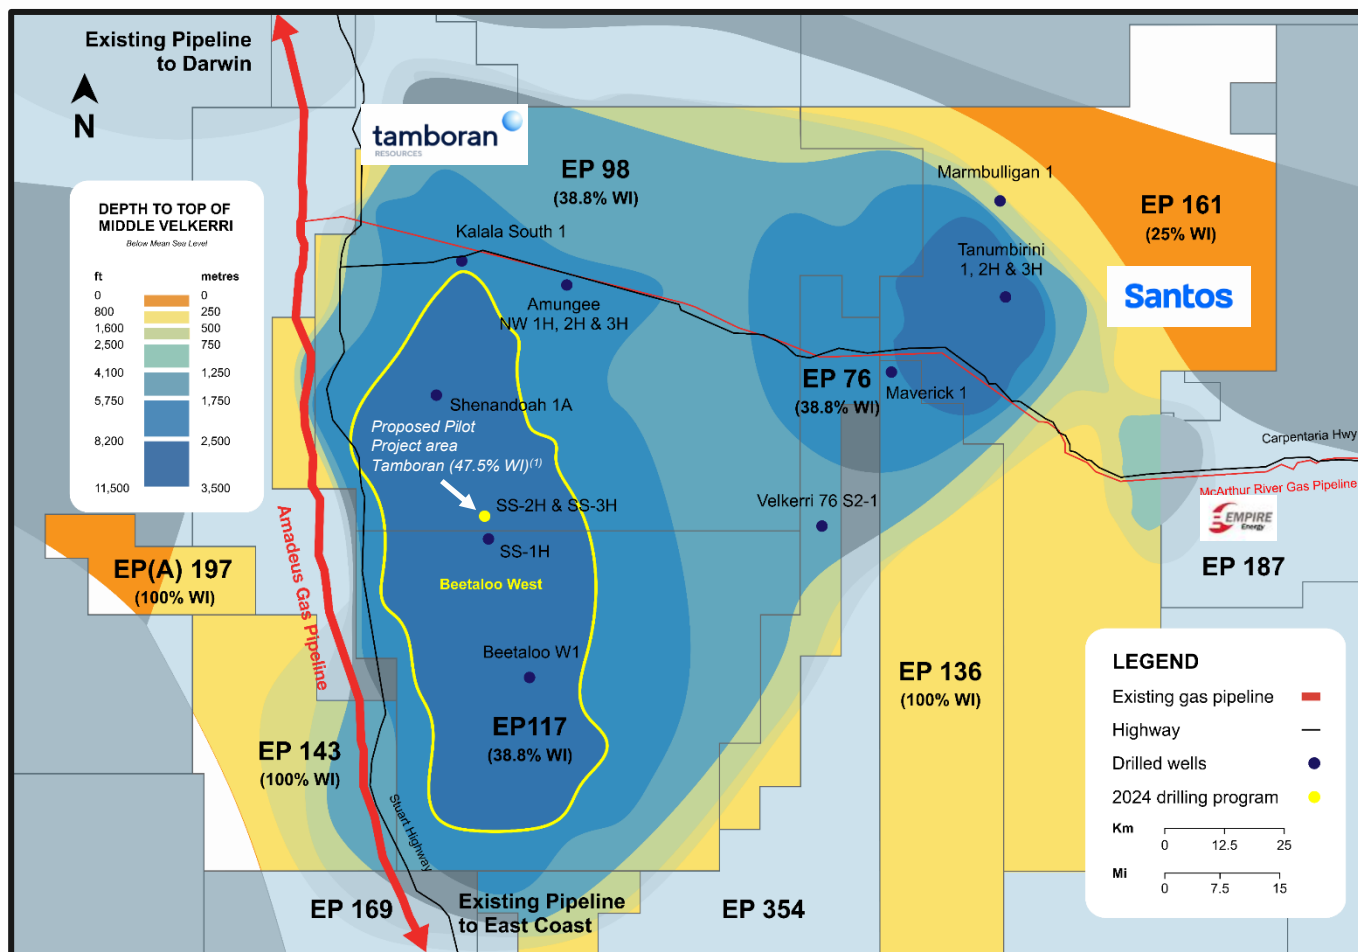 Existing Pipeline
to Darwin
N
tamboran
RESOURCES
EP 98
(38.8% WI)
Marmbulligan 1
EP 161
(25% WI)
DEPTH TO TOP OF
MIDDLE VELKERRI
Below Mean Sea Level
ft metres
0 0
800 250
1,600 500
2,500 750
4,100 1,250
5,750 1,750
8,200 2,500
11,500 3,500
Kalala South 1
Tanumbirini
1, 2H & 3H
Santos
Amungee
NW 1H, 2H & 3H
EP 76
(38.8% WI)
Maverick 1
Shenandoah 1A
Proposed Pilot
Project area
Tamboran (47.5% WI)(1)
Carpentaria Hwy
McArthur River Gas Pipeline
SS-2H & SS-3H
Velkerri 76 S2-1
EMPIRE
Energy
SS-1H
EP 187
EP(A) 197
(100% WI)
Amadeus Gas Pipeline
Beetaloo West
Beetaloo W1
EP 136
(100% WI)
EP117
(38.8% WI)
EP 143
(100% WI)
Stuart Highway
LEGEND
Existing gas pipeline
Highway
Drilled wells
2024 drilling program
Km
0 12.5 25
Mi
0 7.5 15
EP 169
Existing Pipeline
to East Coast
EP 354